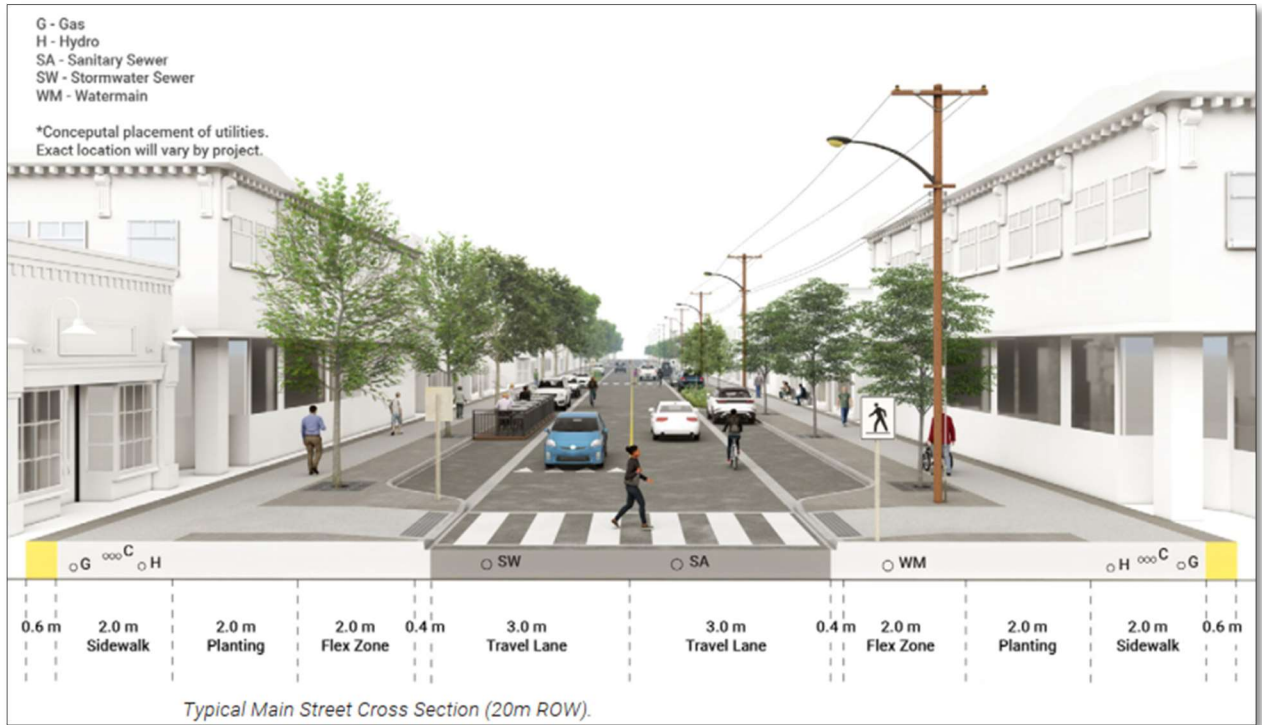 G - Gas
H - Hydro
SA - Sanitary Sewer
SW - Stormwater Sewer
WM - Watermain
*Conceputal placement of utilities.
Exact location will vary by project.
G C H SW SA WM H C G
0.6 m 2.0 m 2.0 m 2.0 m 0.4 m 3.0 m 3.0 m 0.4 m 2.0 m 2.0 m 2.0 m 0.6 m
Sidewalk Planting Flex Zone Travel Lane Travel Lane Flex Zone Planting Sidewalk
Typical Main Street Cross Section (20m ROW).